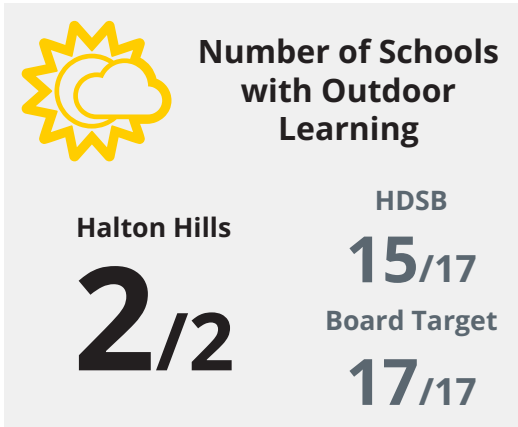 Number of Schools
with Outdoor
Learning
Halton Hills
2/2
HDSB
15/17
Board Target
17/17